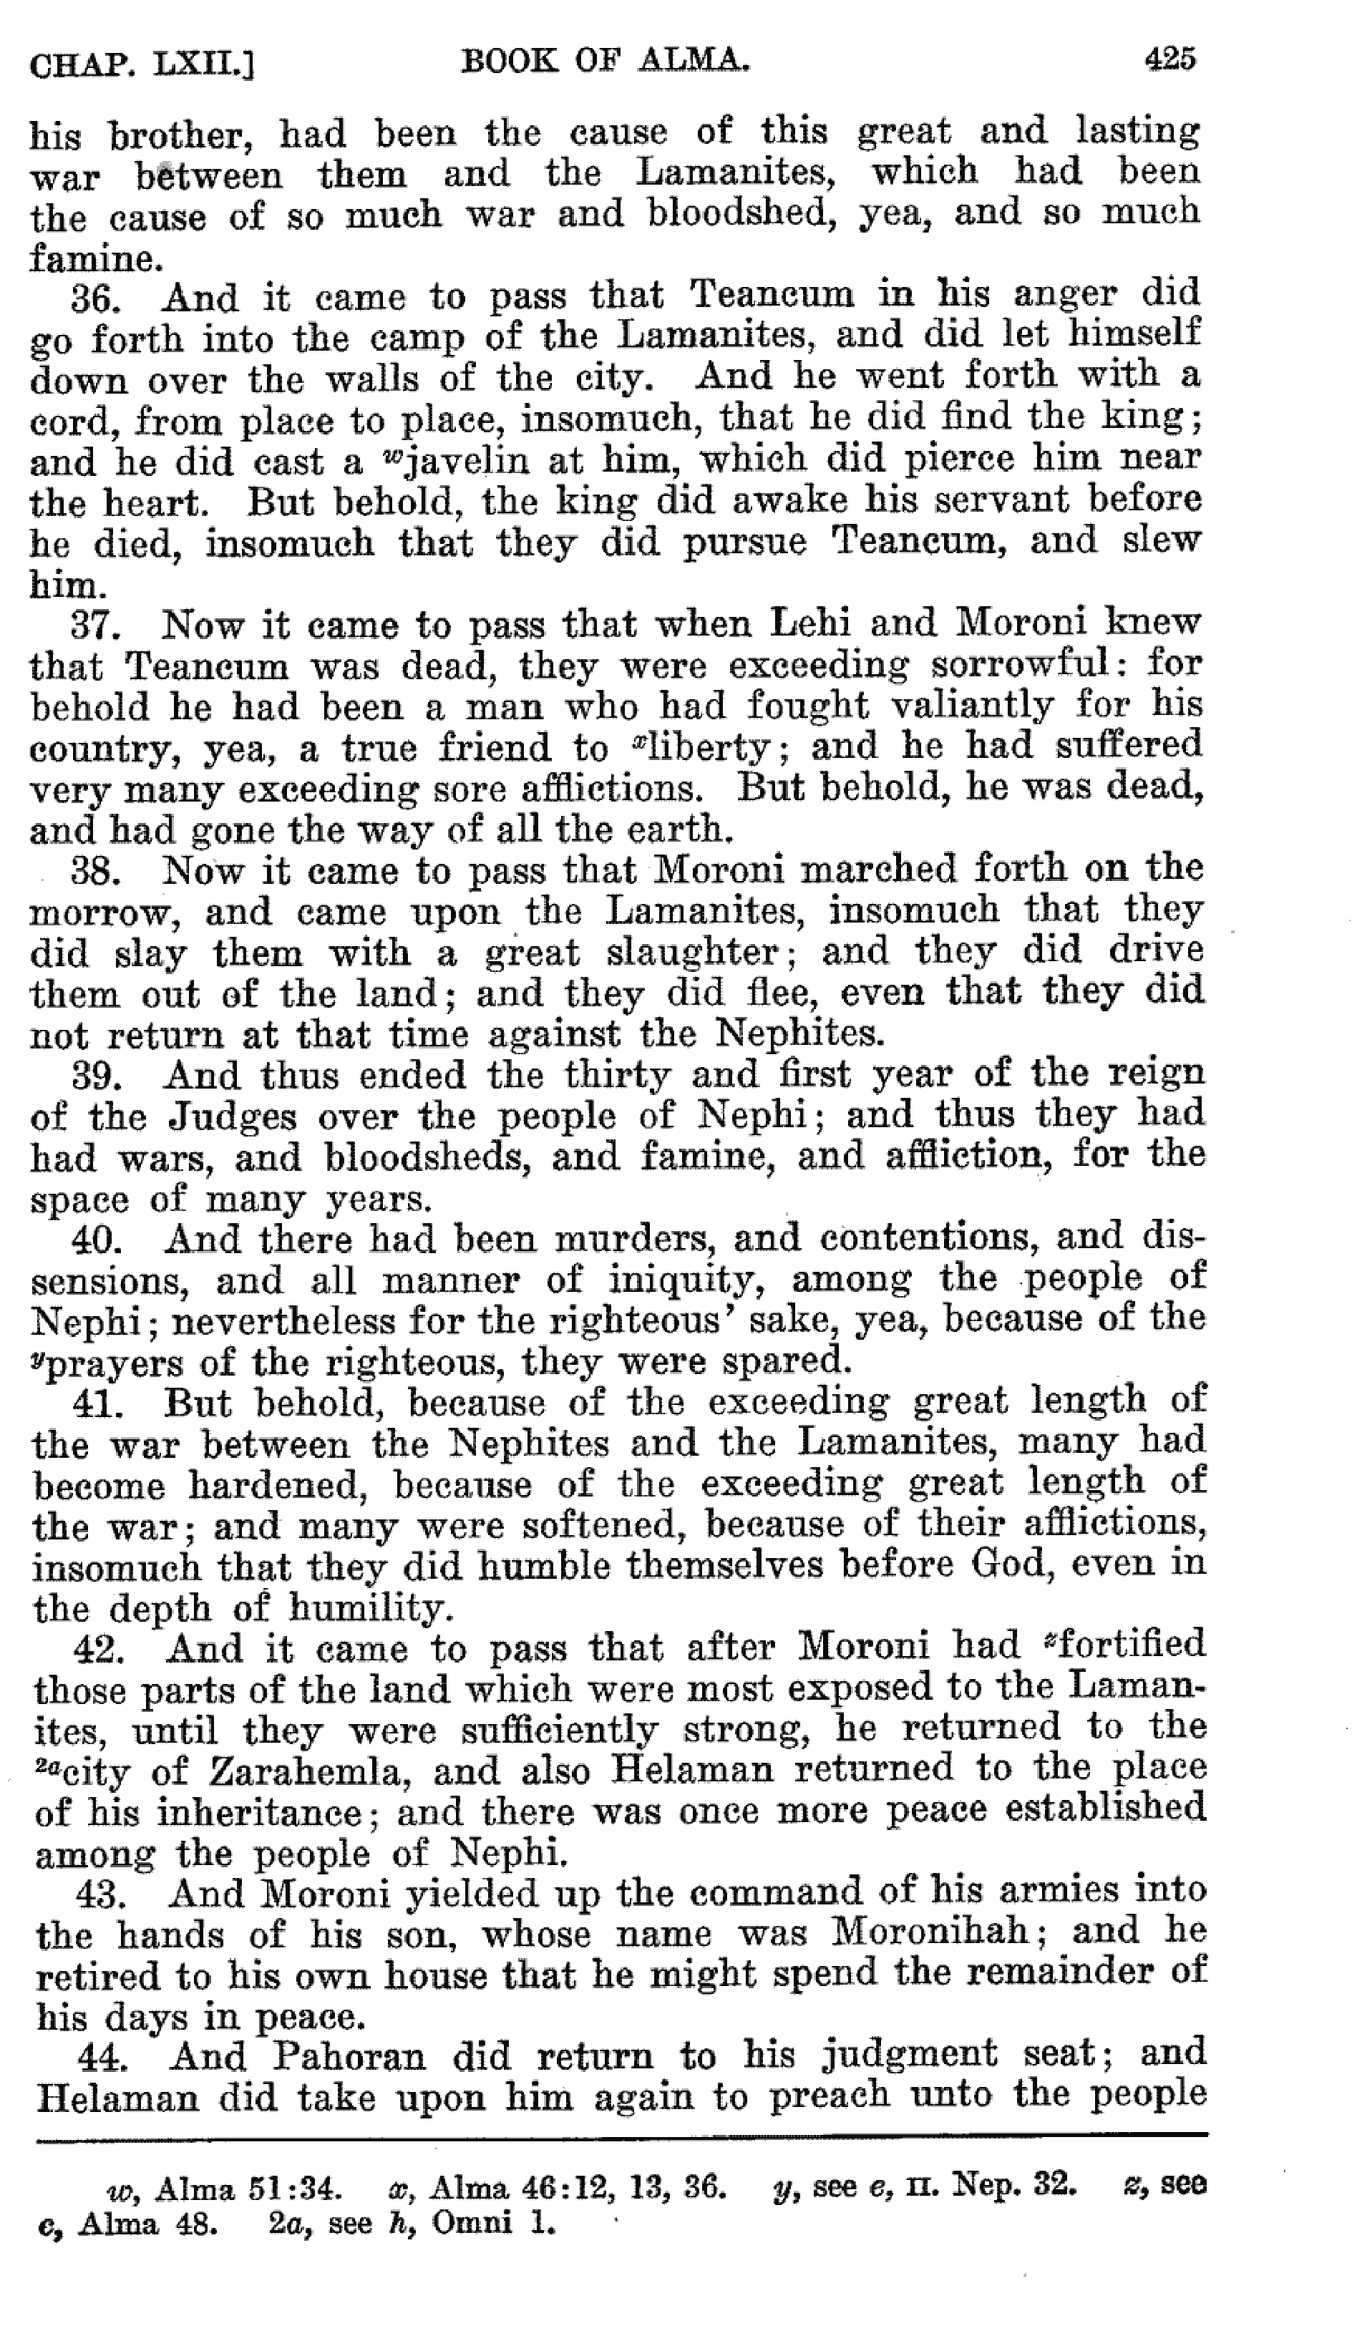 CHAP. LXII.] BOOK OF ALMA. 425
his brother, had been the cause of this great and lasting
war between them and the Lamanites, which had been
the cause of so much war and bloodshed, yea, and so much
famine.
36. And it came to pass that Teancum in his anger did
go forth into the camp of the Lamanites, and did let himself
down over the walls of the city. And he went forth with a
cord, from place to place, insomuch, that he did find the king;
and he did cast a wjavelin at him, which did pierce him near
the heart. But behold, the king did awake his servant before
he died, insomuch that they did pursue Teancum, and slew
him.
37. Now it came to pass that when Lehi and Moroni knew
that Teancum was dead, they were exceeding sorrowful: for
behold he had been a man who had fought valiantly for his
country, yea, a true friend to xliberty; and he had suffered
very many exceeding sore afflictions. But behold, he was dead,
and had gone the way of all the earth.
38. Now it came to pass that Moroni marched forth on the
morrow, and came upon the Lamanites, insomuch that they
did slay them with a great slaughter; and they did drive
them out of the land; and they did flee, even that they did
not return at that time against the Nephites.
39. And thus ended the thirty and first year of the reign
of the Judges over the people of Nephi; and thus they had
had wars, and bloodsheds, and famine, and affliction, for the
space of many years.
40. And there had been murders, and contentions, and dis-
sensions, and all manner of iniquity, among the people of
Nephi; nevertheless for the righteous' sake, yea, because of the
yprayers of the righteous, they were spared.
41. But behold, because of the exceeding great length of
the war between the Nephites and the Lamanites, many had
become hardened, because of the exceeding great length of
the war; and many were softened, because of their afflictions,
insomuch that they did humble themselves before God, even in
the depth of humility.
42. And it came to pass that after Moroni had zfortified
those parts of the land which were most exposed to the Laman-
ites, until they were sufficiently strong, he returned to the
2acity of Zarahemla, and also Helaman returned to the place
of his inheritance; and there was once more peace established
among the people of Nephi.
43. And Moroni yielded up the command of his armies into
the hands of his son, whose name was Moronihah; and he
retired to his own house that he might spend the remainder of
his days in peace.
44. And Pahoran did return to his judgment seat; and
Helaman did take upon him again to preach unto the people
w, Alma 51:34. x, Alma 46:12, 13, 36. y, see e, II. Nep. 32. z, see
c, Alma 48. 2a, see h, Omni 1.